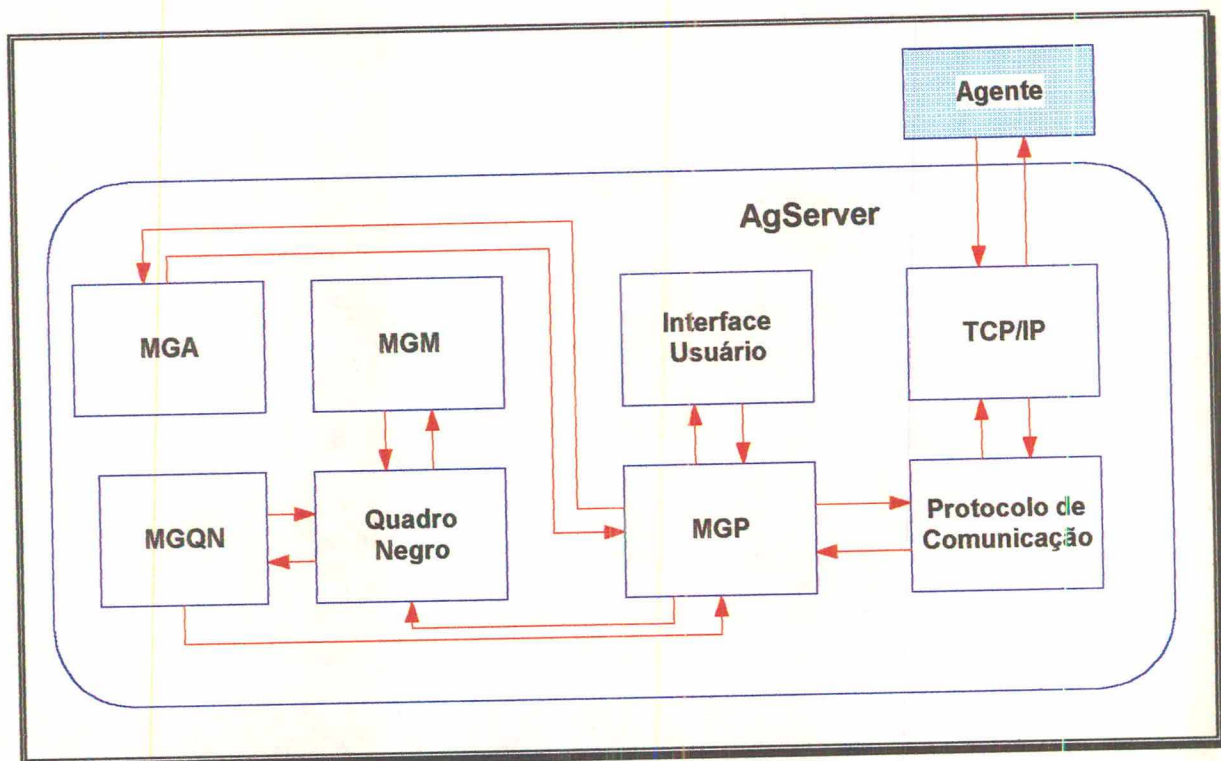 Agente
AgServer
MGA
MGM
Interface
Usuário
TCP/IP
MGQN
Quadro
Negro
MGP
Protocolo de
Comunicação